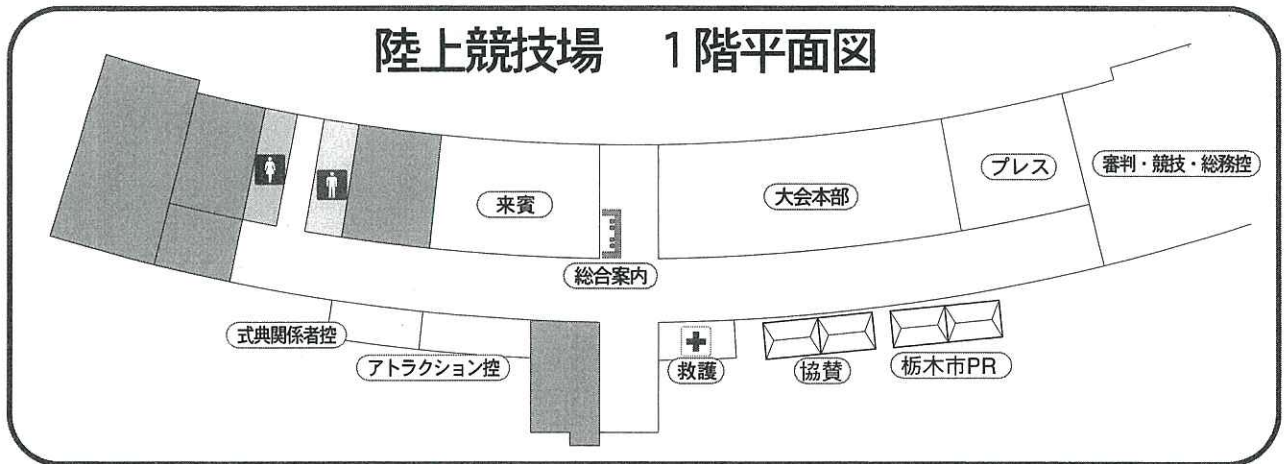 陸上競技場　1階平面図
プレス
審判・競技・総務控
来賓
大会本部
総合案内
式典関係者控
アトラクション控
救護
協賛
栃木市PR